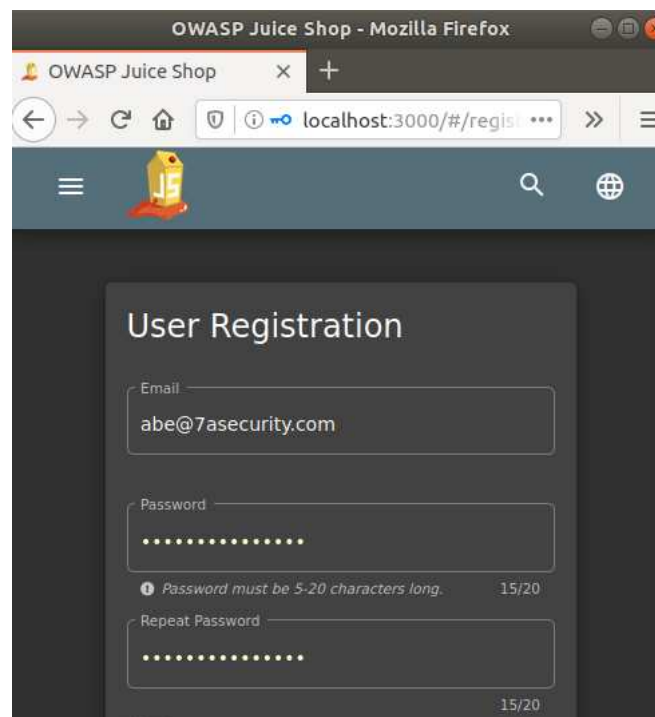 OWASP Juice Shop - Mozilla Firefox
OWASP Juice Shop
localhost:3000/#/regis
JS
User Registration
Email
abe@7asecurity.com
Password
•••••••••••••••
Password must be 5-20 characters long. 15/20
Repeat Password
•••••••••••••••
15/20